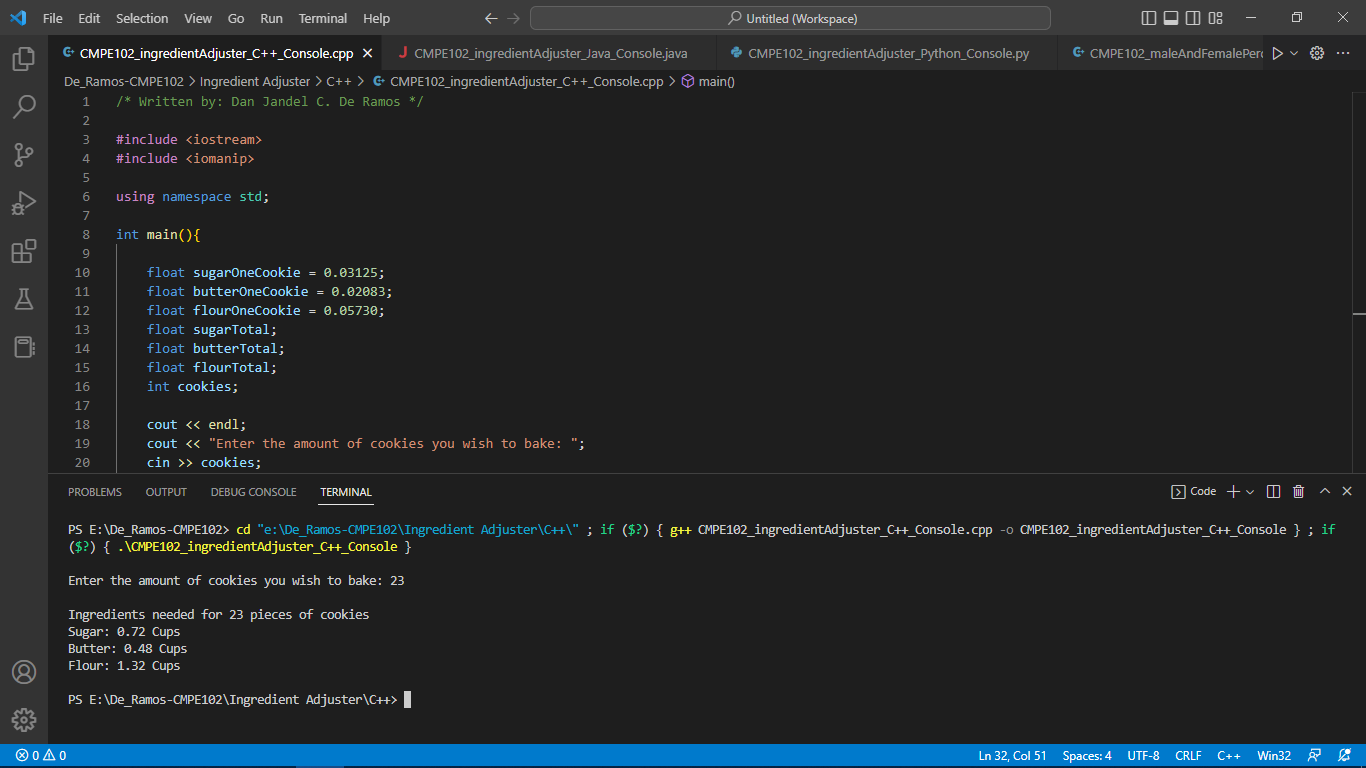 File Edit Selection View Go Run Terminal Help
Untitled (Workspace)
CMPE102_ingredientAdjuster_C++_Console.cpp
CMPE102_ingredientAdjuster_Java_Console.java
CMPE102_ingredientAdjuster_Python_Console.py
CMPE102_maleAndFemalePerc
De_Ramos-CMPE102 > Ingredient Adjuster > C++ > CMPE102_ingredientAdjuster_C++_Console.cpp > main()
1 /* Written by: Dan Jandel C. De Ramos */
2
3 #include <iostream>
4 #include <iomanip>
5
6 using namespace std;
7
8 int main(){
9
10 float sugarOneCookie = 0.03125;
11 float butterOneCookie = 0.02083;
12 float flourOneCookie = 0.05730;
13 float sugarTotal;
14 float butterTotal;
15 float flourTotal;
16 int cookies;
17
18 cout << endl;
19 cout << "Enter the amount of cookies you wish to bake: ";
20 cin >> cookies;
PROBLEMS OUTPUT DEBUG CONSOLE TERMINAL Code
PS E:\De_Ramos-CMPE102> cd "e:\De_Ramos-CMPE102\Ingredient Adjuster\C++\" ; if ($?) { g++ CMPE102_ingredientAdjuster_C++_Console.cpp -o CMPE102_ingredientAdjuster_C++_Console } ; if
($?) { .\CMPE102_ingredientAdjuster_C++_Console }
Enter the amount of cookies you wish to bake: 23
Ingredients needed for 23 pieces of cookies
Sugar: 0.72 Cups
Butter: 0.48 Cups
Flour: 1.32 Cups
PS E:\De_Ramos-CMPE102\Ingredient Adjuster\C++>
0 0 Ln 32, Col 51 Spaces: 4 UTF-8 CRLF C++ Win32